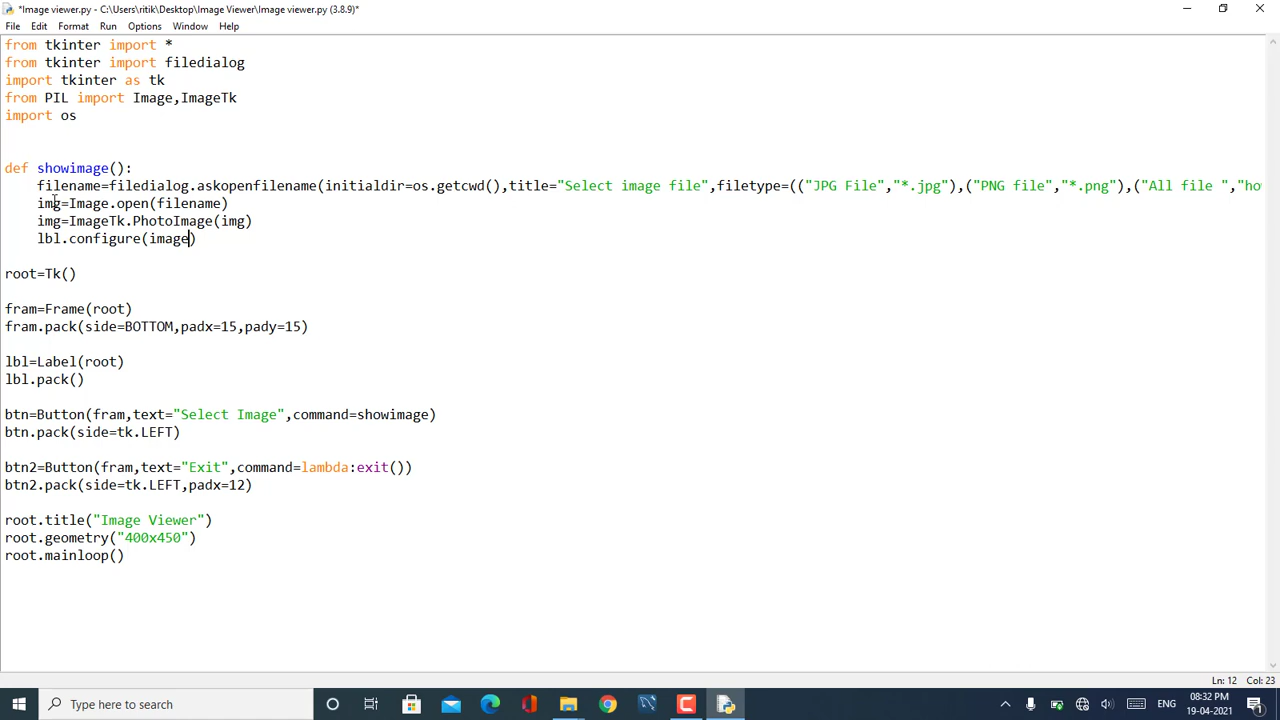 *Image viewer.py - C:\Users\ritik\Desktop\Image Viewer\Image viewer.py (3.8.9)*
File Edit Format Run Options Window Help
from tkinter import *
from tkinter import filedialog
import tkinter as tk
from PIL import Image,ImageTk
import os
def showimage():
    filename=filedialog.askopenfilename(initialdir=os.getcwd(),title="Select image file",filetype=(("JPG File","*.jpg"),("PNG file","*.png"),("All file ","ho
    img=Image.open(filename)
    img=ImageTk.PhotoImage(img)
    lbl.configure(image)
root=Tk()
fram=Frame(root)
fram.pack(side=BOTTOM,padx=15,pady=15)
lbl=Label(root)
lbl.pack()
btn=Button(fram,text="Select Image",command=showimage)
btn.pack(side=tk.LEFT)
btn2=Button(fram,text="Exit",command=lambda:exit())
btn2.pack(side=tk.LEFT,padx=12)
root.title("Image Viewer")
root.geometry("400x450")
root.mainloop()
Ln: 12 Col: 23
Type here to search
ENG
08:32 PM
19-04-2021
1